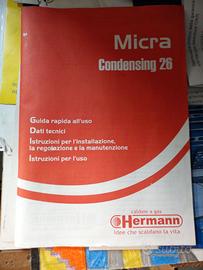 Micra
Condensing 26
Guida rapida all'uso
Dati tecnici
Istruzioni per l'installazione,
la regolazione e la manutenzione
Istruzioni per l'uso
caldaie a gas
Hermann
Idee che scaldano la vita